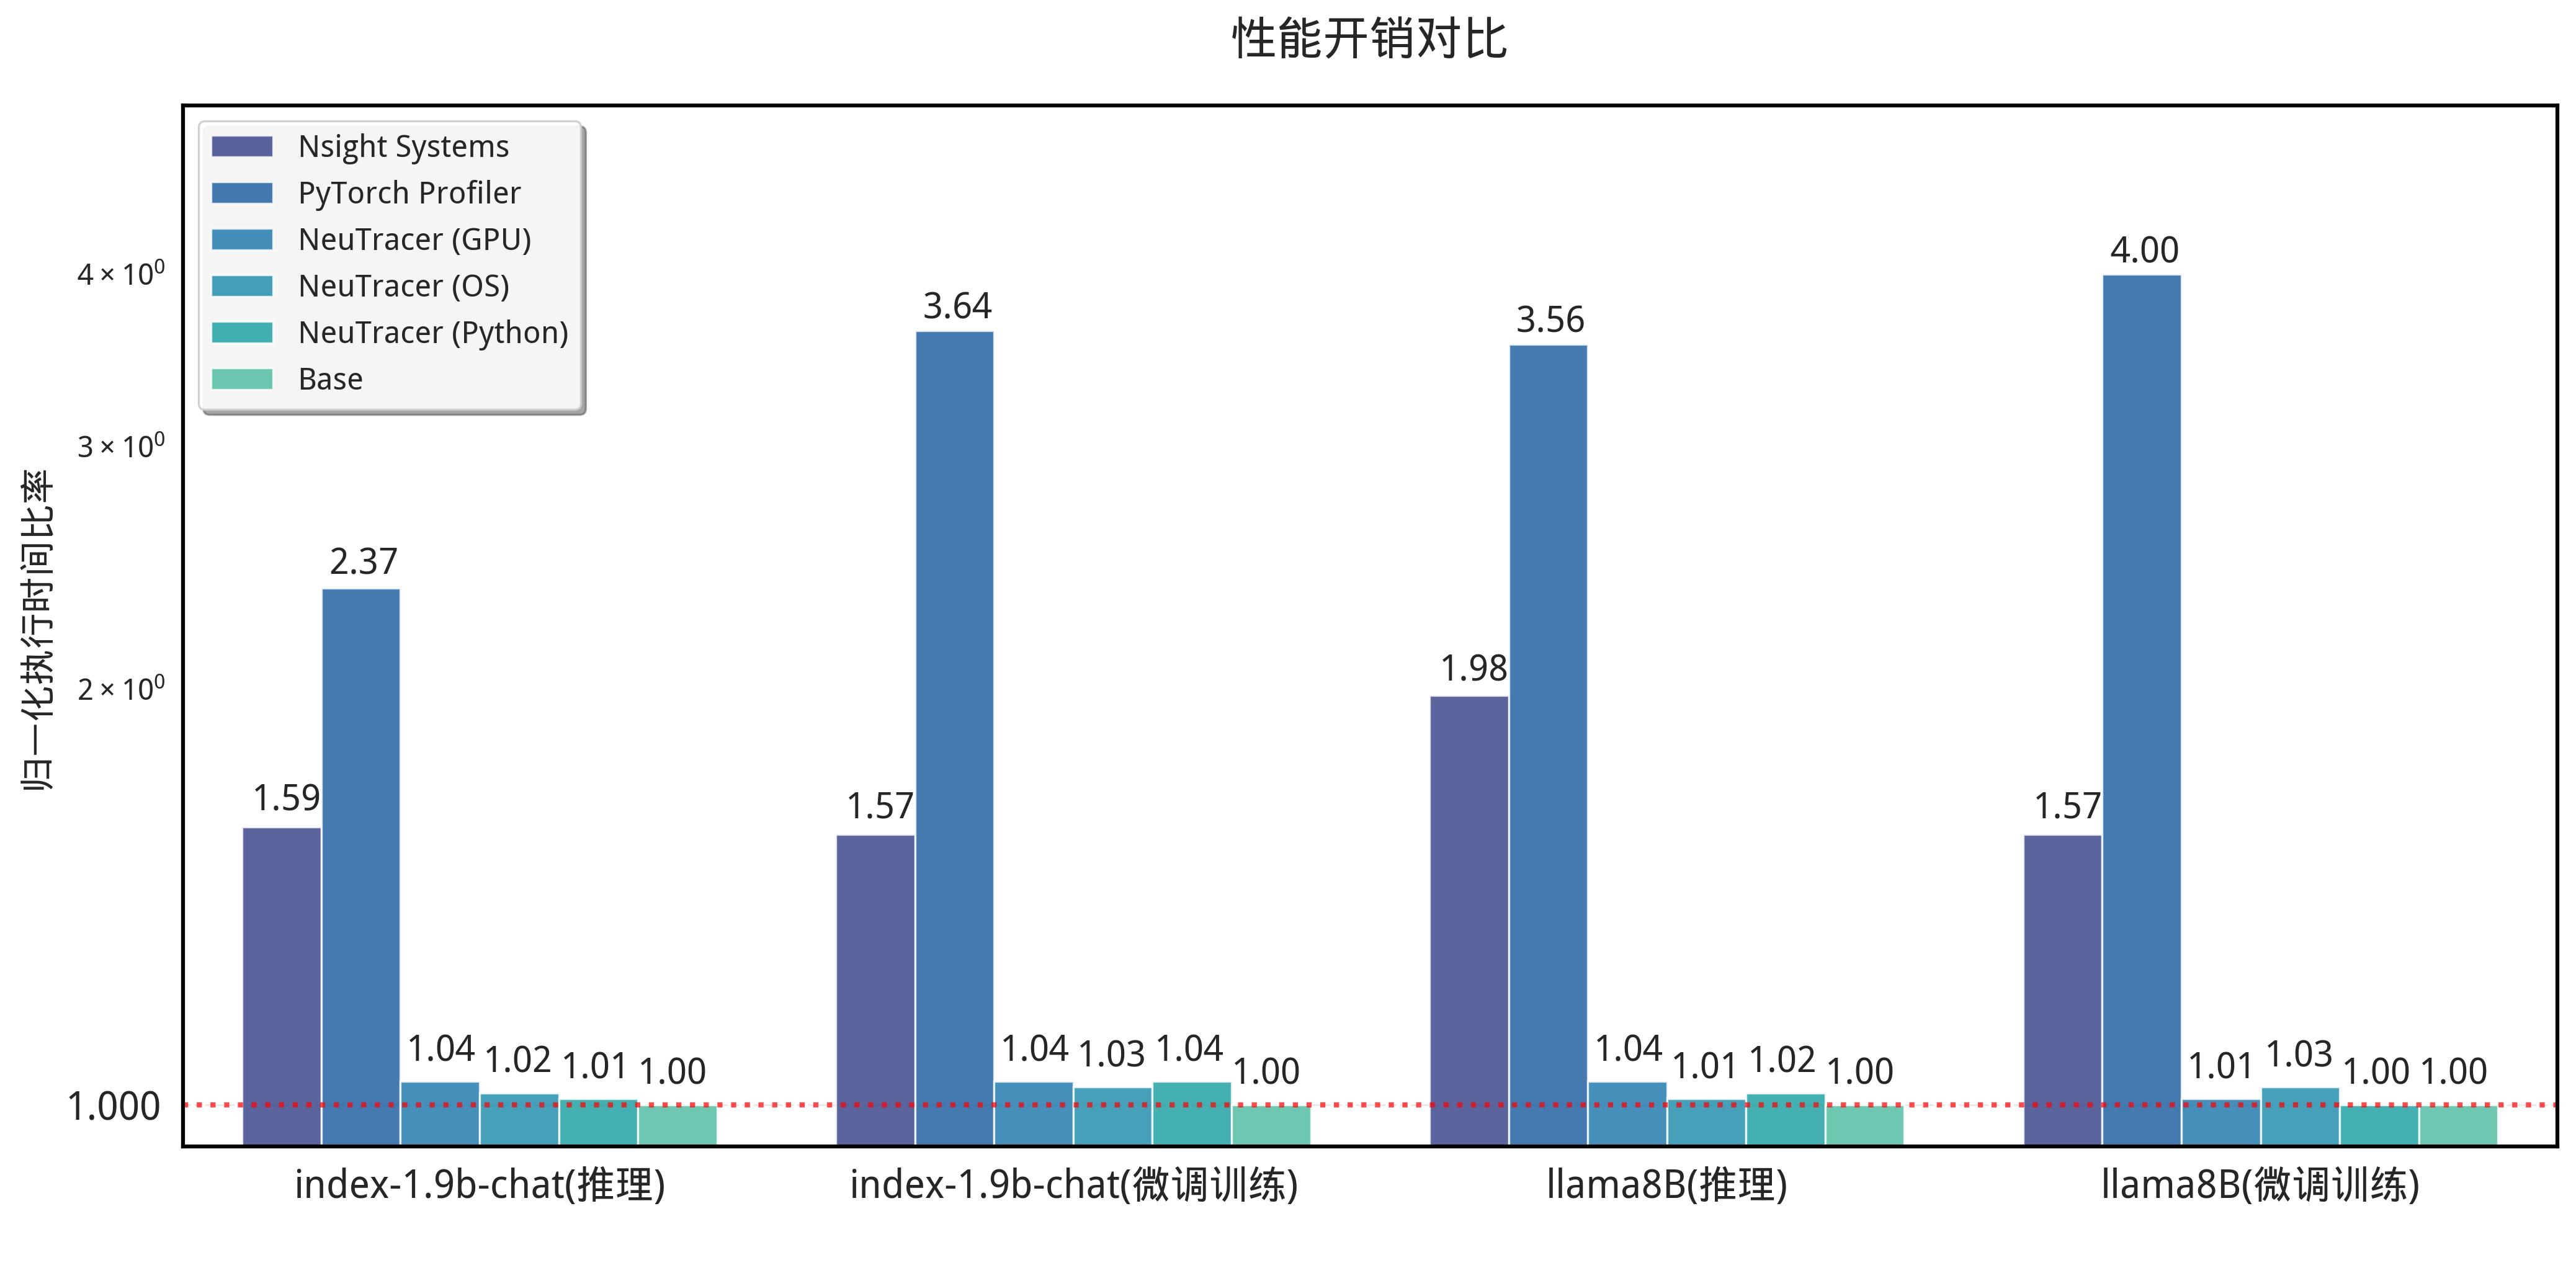 性能开销对比
Nsight Systems
PyTorch Profiler
NeuTracer (GPU)
NeuTracer (OS)
NeuTracer (Python)
Base
归一化执行时间比率
4 × 10⁰
3 × 10⁰
2 × 10⁰
1.000
1.59 2.37 1.04 1.02 1.01 1.00
1.57 3.64 1.04 1.03 1.04 1.00
1.98 3.56 1.04 1.01 1.02 1.00
1.57 4.00 1.01 1.03 1.00 1.00
index-1.9b-chat(推理)
index-1.9b-chat(微调训练)
llama8B(推理)
llama8B(微调训练)